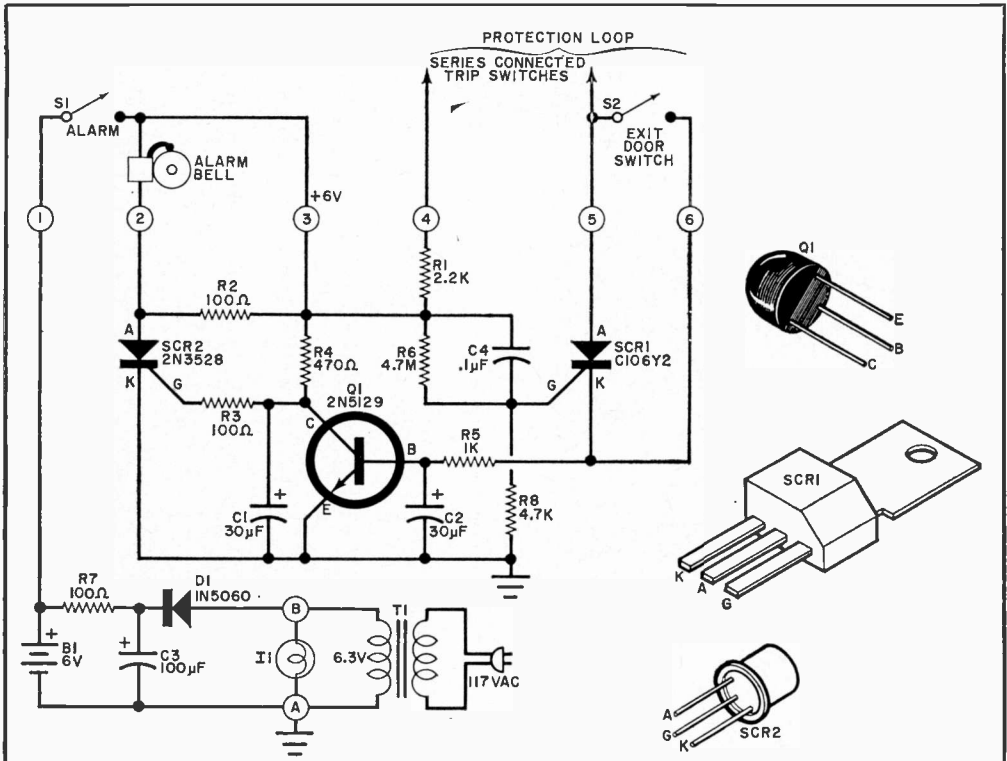 PROTECTION LOOP
SERIES CONNECTED
TRIP SWITCHES
S1
ALARM
S2
EXIT
DOOR
SWITCH
ALARM
BELL
+6V
1
2
3
4
5
6
R1
2.2K
Q1
E
B
C
R2
100Ω
A
SCR2
2N3528
K
G
R4
470Ω
R6
4.7M
C4
.1µF
A
SCR1
C106Y2
G
K
R3
100Ω
Q1
2N5129
C
B
E
R5
1K
C1
30µF
+
C2
30µF
+
R8
4.7K
SCR1
K
A
G
R7
100Ω
D1
1N5060
B
T1
+
B1
6V
+
C3
100µF
I1
6.3V
117VAC
A
A
G
K
SCR2